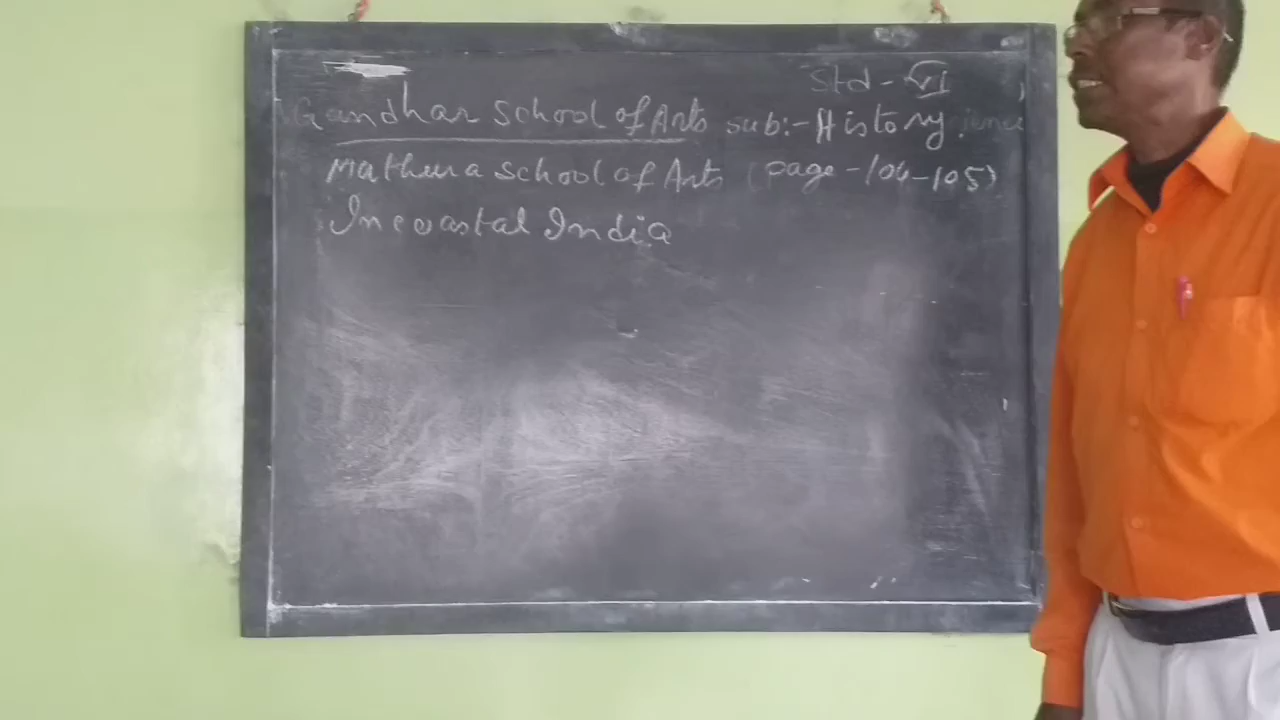 Std - VI
Gandhar School of Arts sub:- History.
Mathura School of Arts (page - 104-105)
In coastal India